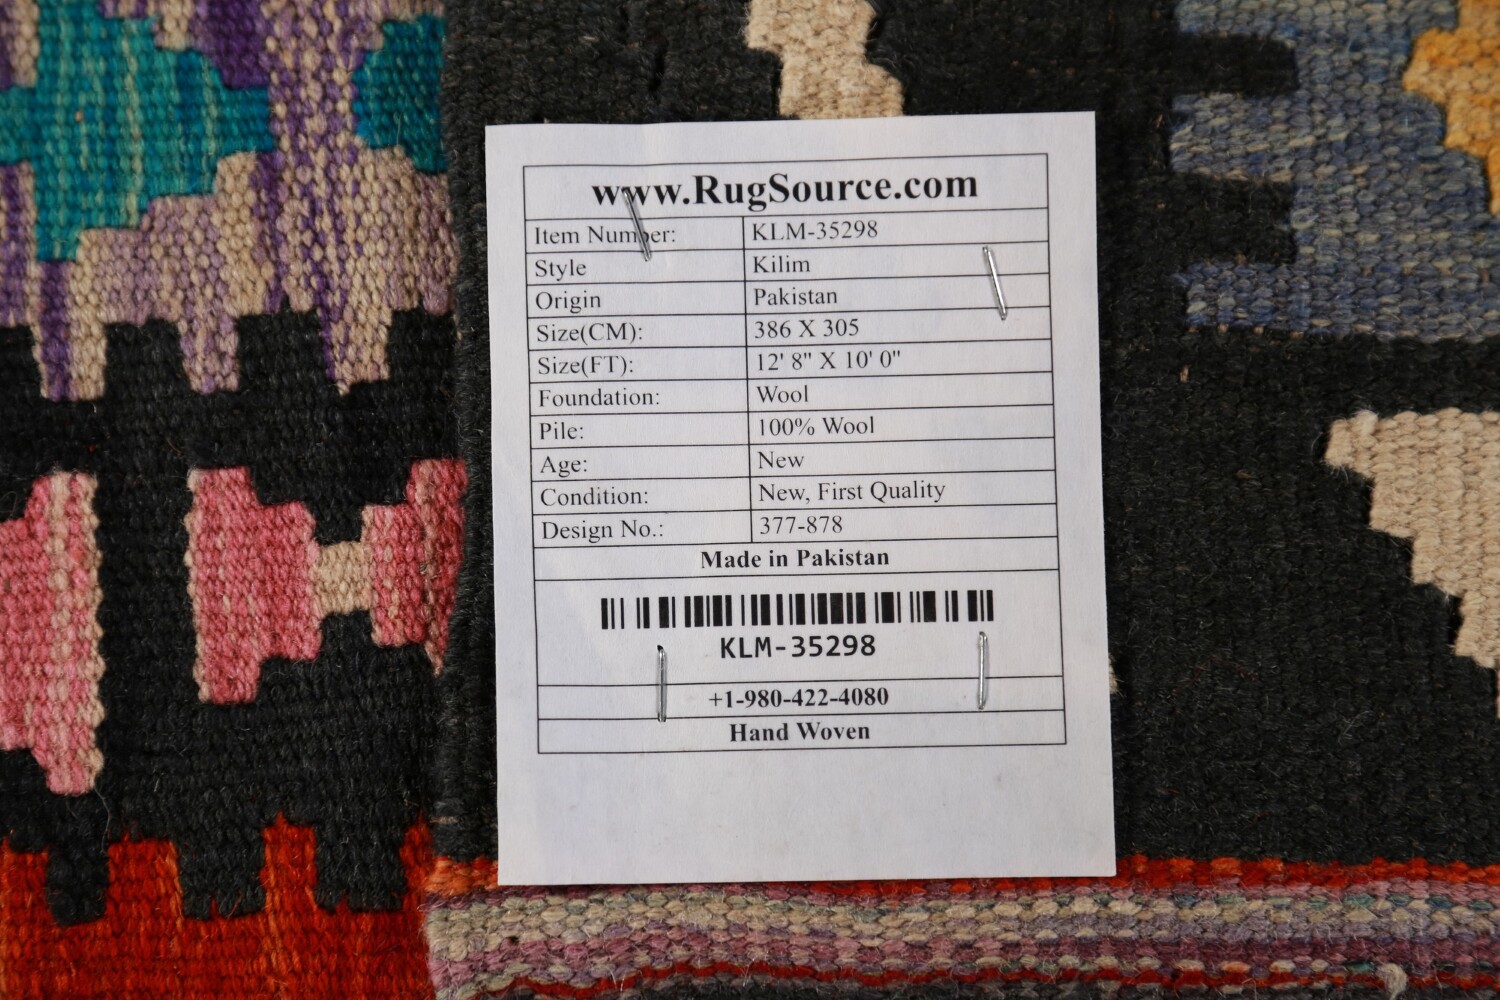 www.RugSource.com
Item Number: KLM-35298
Style Kilim
Origin Pakistan
Size(CM): 386 X 305
Size(FT): 12' 8" X 10' 0"
Foundation: Wool
Pile: 100% Wool
Age: New
Condition: New, First Quality
Design No.: 377-878
Made in Pakistan
KLM-35298
+1-980-422-4080
Hand Woven